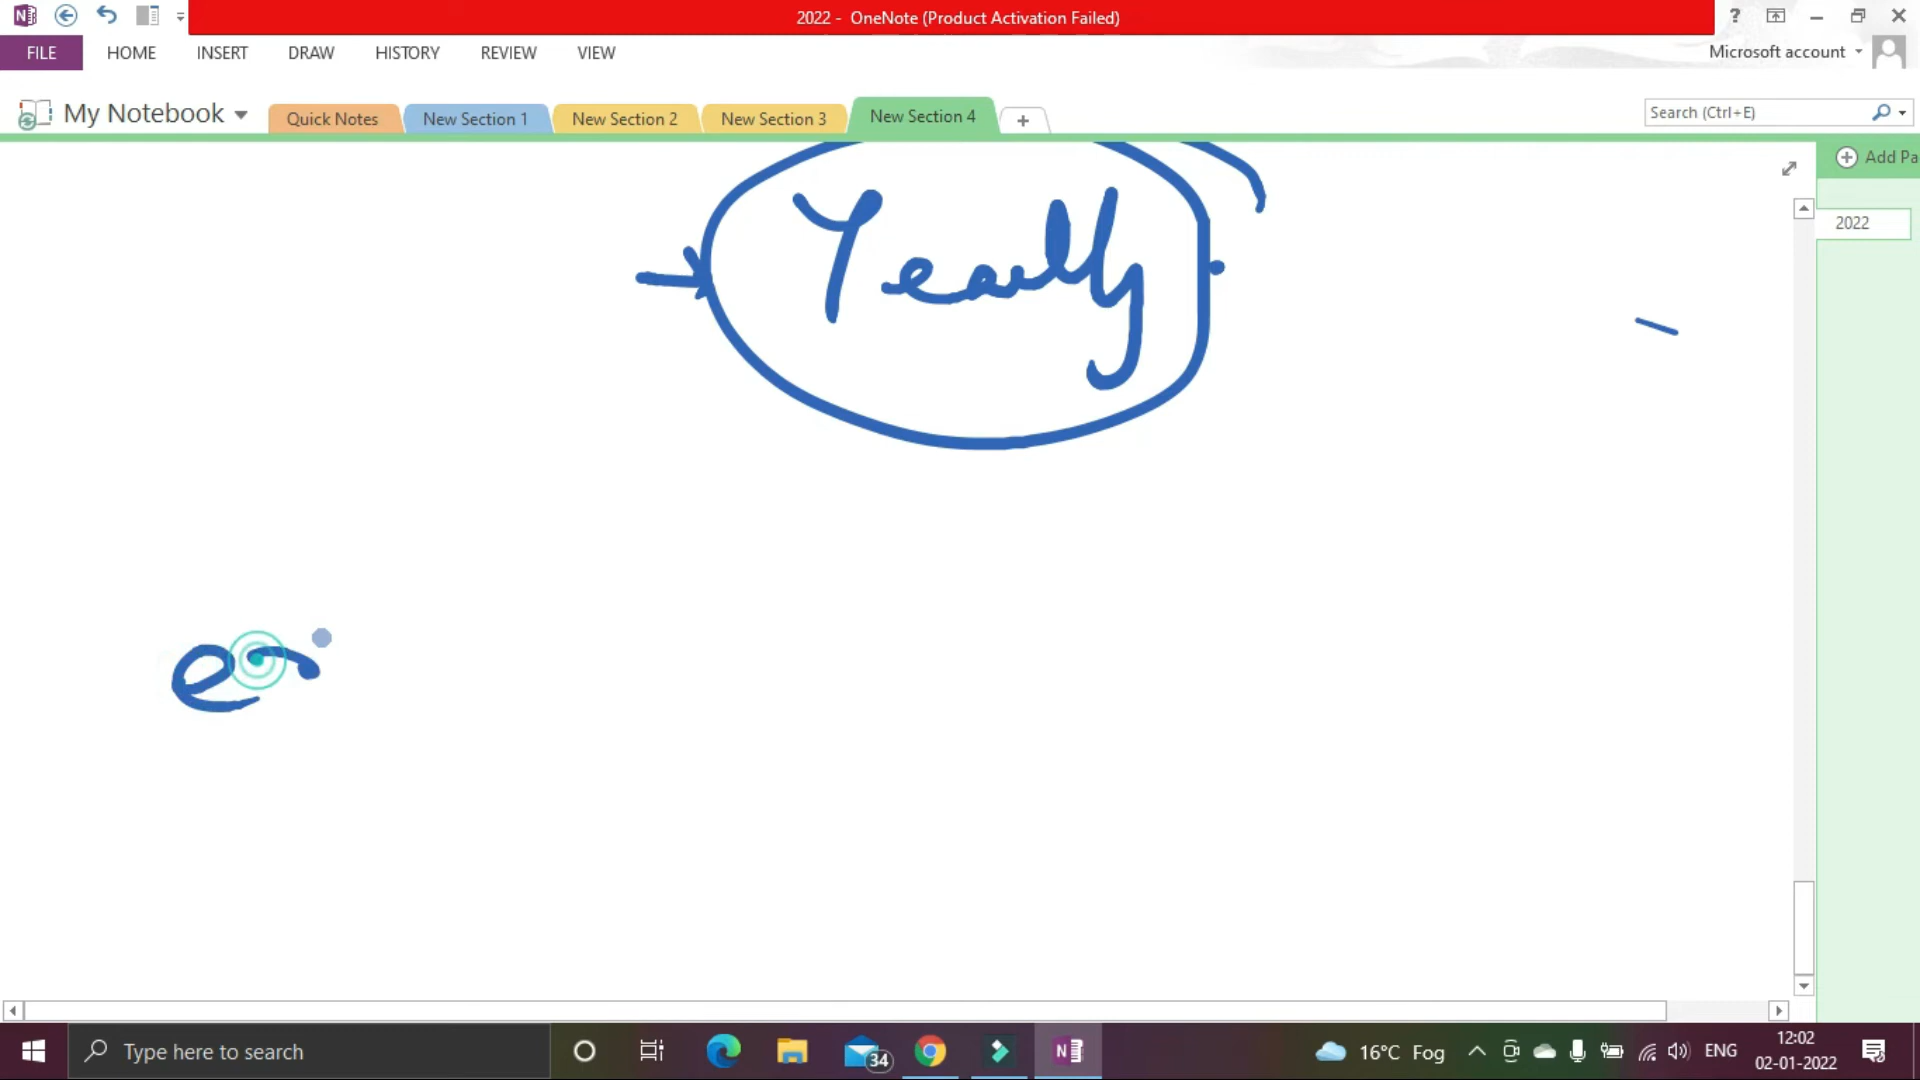 2022 - OneNote (Product Activation Failed)
?
FILE HOME INSERT DRAW HISTORY REVIEW VIEW
Microsoft account
My Notebook
Quick Notes New Section 1 New Section 2 New Section 3 New Section 4 +
Search (Ctrl+E)
Add Pa
2022
Yearly
Type here to search
34
16°C Fog
ENG
12:02
02-01-2022